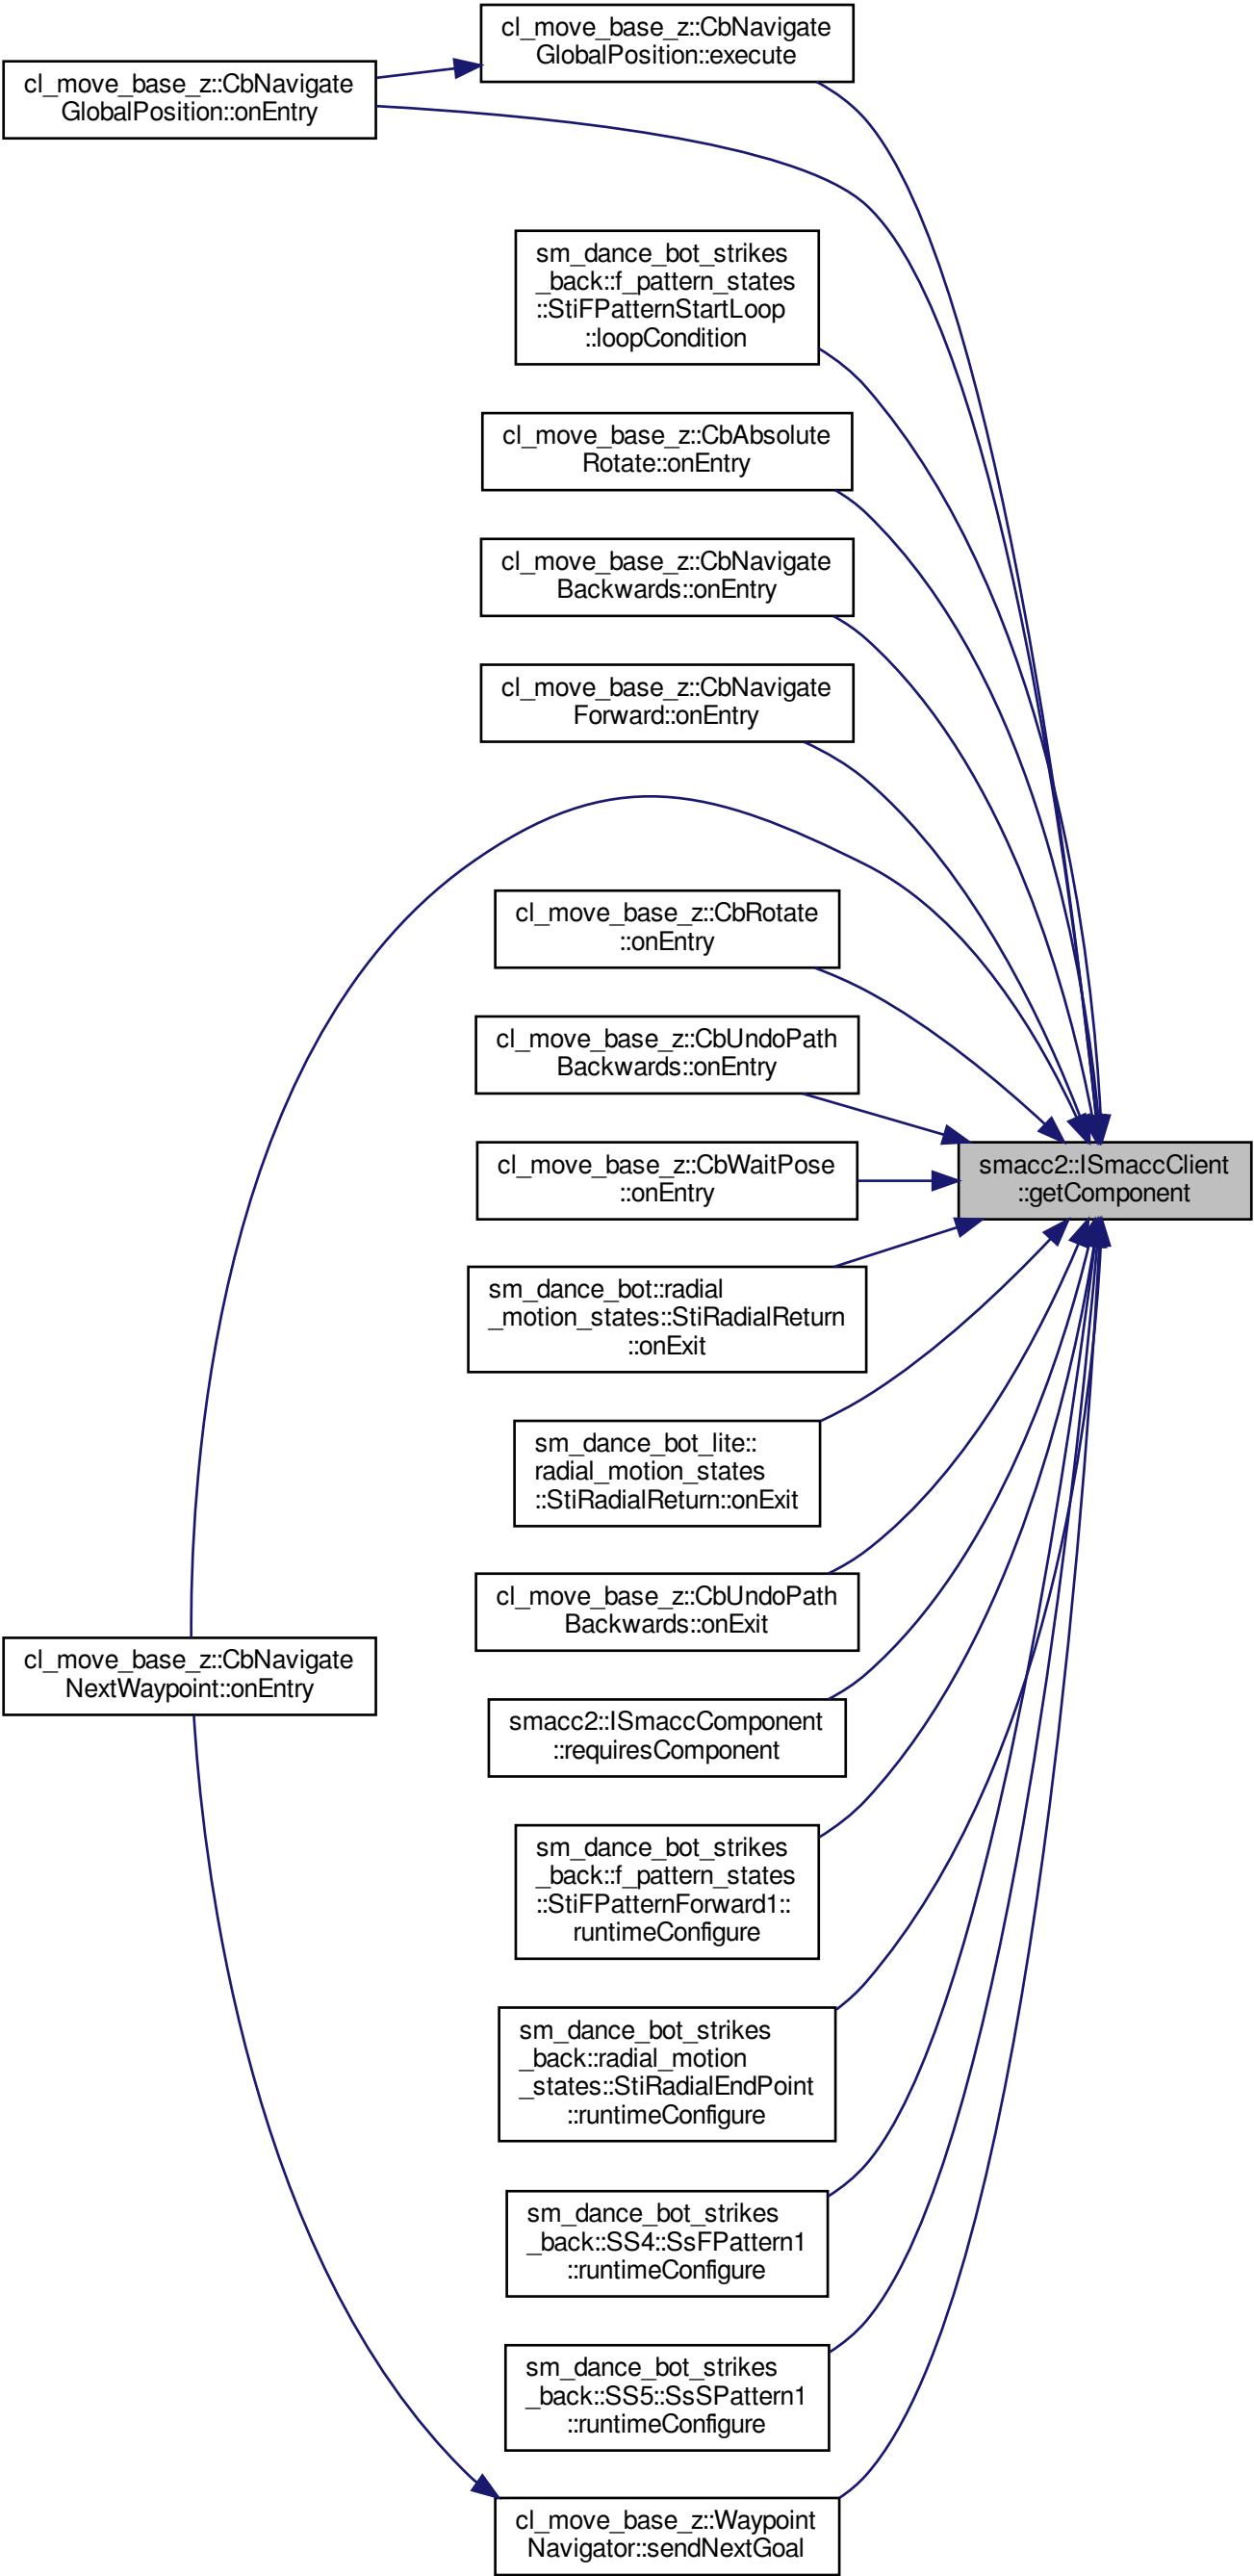 cl_move_base_z::CbNavigate
GlobalPosition::execute
cl_move_base_z::CbNavigate
GlobalPosition::onEntry
sm_dance_bot_strikes
_back::f_pattern_states
::StiFPatternStartLoop
::loopCondition
cl_move_base_z::CbAbsolute
Rotate::onEntry
cl_move_base_z::CbNavigate
Backwards::onEntry
cl_move_base_z::CbNavigate
Forward::onEntry
cl_move_base_z::CbRotate
::onEntry
cl_move_base_z::CbUndoPath
Backwards::onEntry
cl_move_base_z::CbWaitPose
::onEntry
smacc2::ISmaccClient
::getComponent
sm_dance_bot::radial
_motion_states::StiRadialReturn
::onExit
sm_dance_bot_lite::
radial_motion_states
::StiRadialReturn::onExit
cl_move_base_z::CbUndoPath
Backwards::onExit
cl_move_base_z::CbNavigate
NextWaypoint::onEntry
smacc2::ISmaccComponent
::requiresComponent
sm_dance_bot_strikes
_back::f_pattern_states
::StiFPatternForward1::
runtimeConfigure
sm_dance_bot_strikes
_back::radial_motion
_states::StiRadialEndPoint
::runtimeConfigure
sm_dance_bot_strikes
_back::SS4::SsFPattern1
::runtimeConfigure
sm_dance_bot_strikes
_back::SS5::SsSPattern1
::runtimeConfigure
cl_move_base_z::Waypoint
Navigator::sendNextGoal